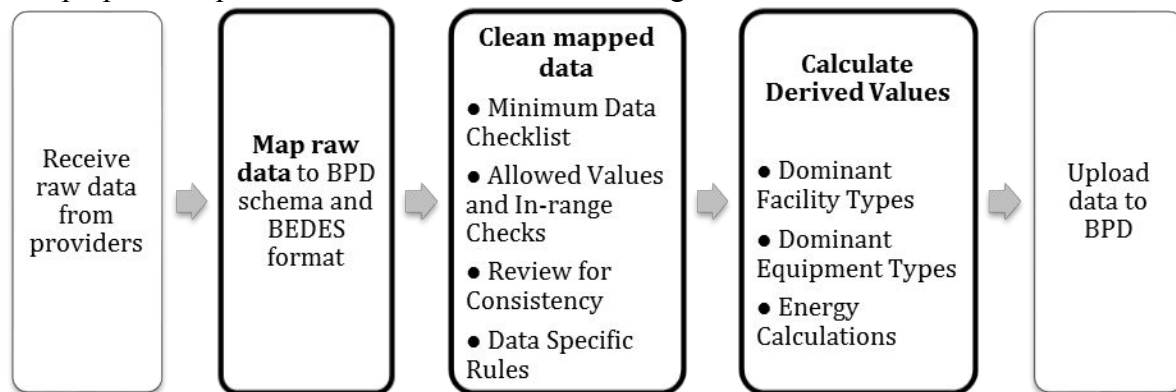 Receive
raw data
from
providers
Map raw
data to BPD
schema and
BEDES
format
Clean mapped
data
● Minimum Data
Checklist
● Allowed Values
and In-range
Checks
● Review for
Consistency
● Data Specific
Rules
Calculate
Derived Values
● Dominant
Facility Types
● Dominant
Equipment Types
● Energy
Calculations
Upload
data to
BPD